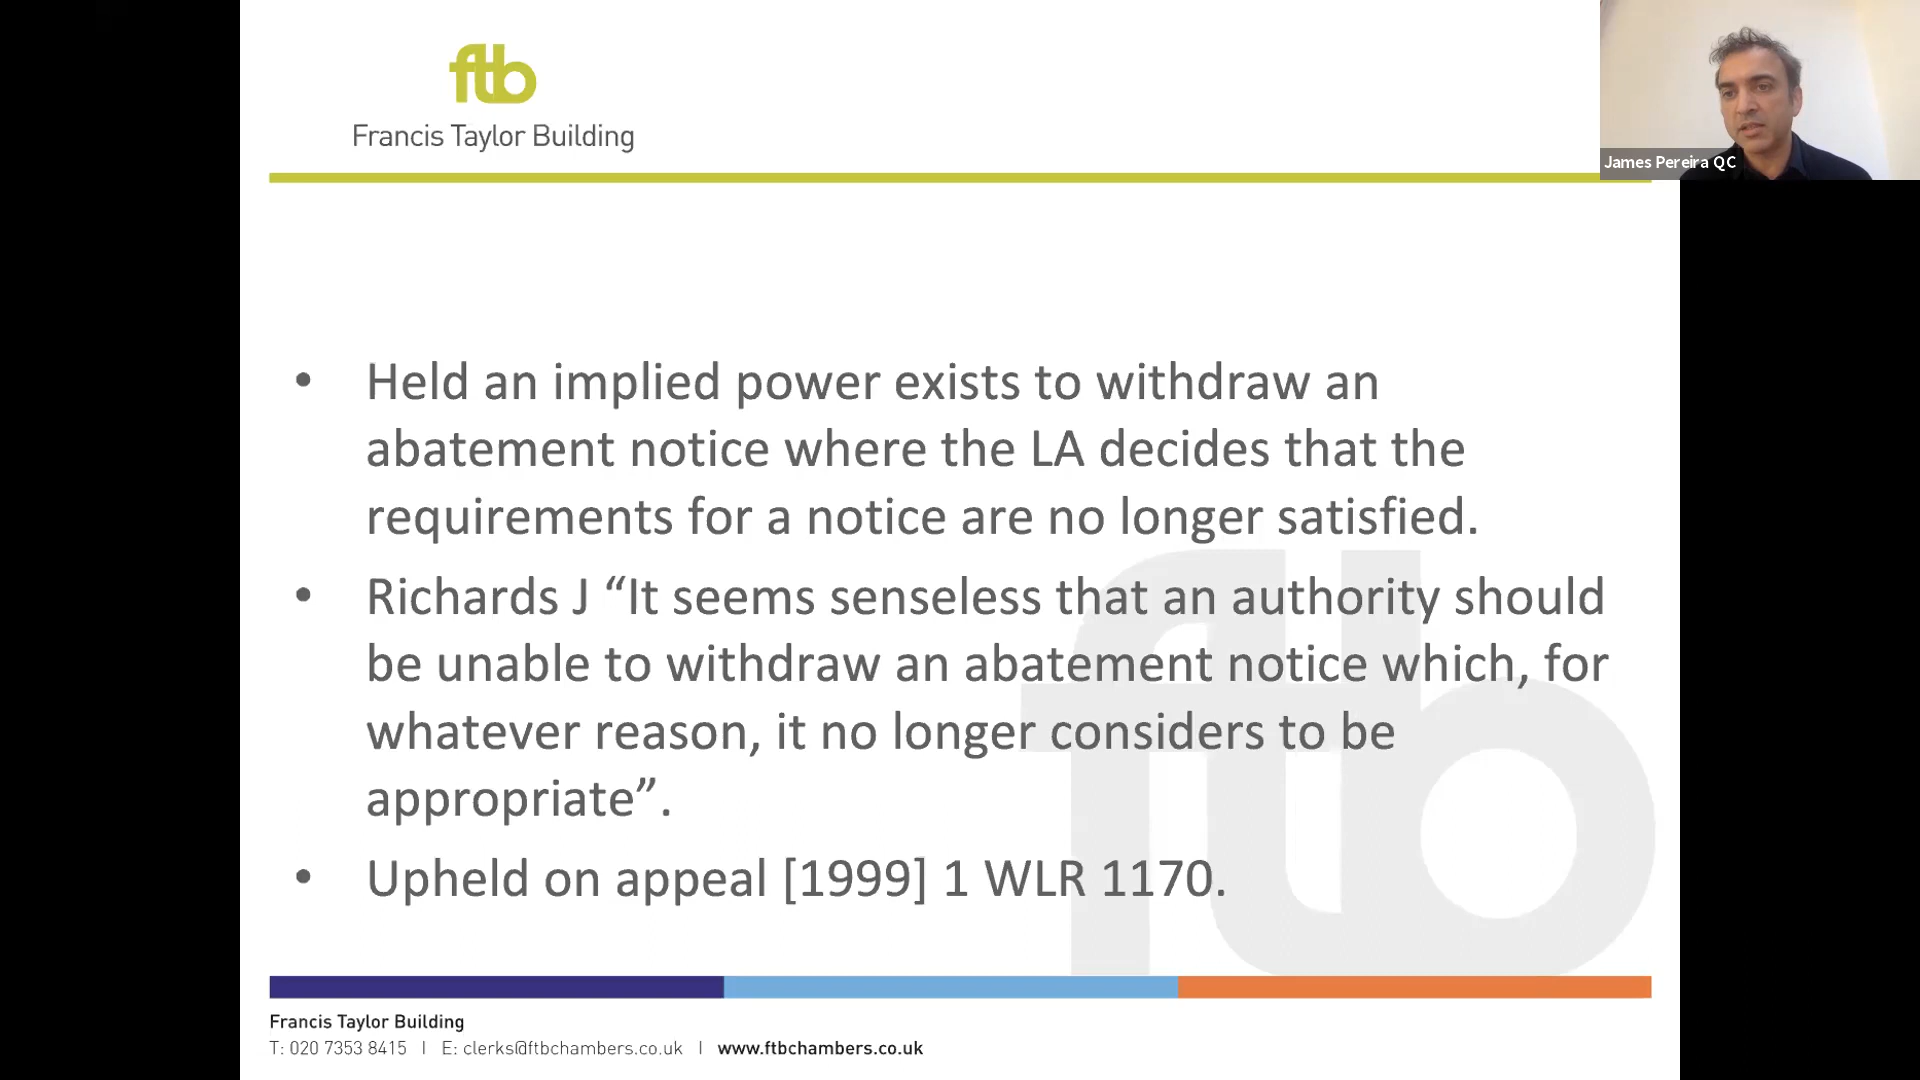 ftb
Francis Taylor Building
James Pereira QC
• Held an implied power exists to withdraw an
abatement notice where the LA decides that the
requirements for a notice are no longer satisfied.
• Richards J “It seems senseless that an authority should
be unable to withdraw an abatement notice which, for
whatever reason, it no longer considers to be
appropriate”.
• Upheld on appeal [1999] 1 WLR 1170.
ftb
Francis Taylor Building
T: 020 7353 8415 I E: clerks@ftbchambers.co.uk I www.ftbchambers.co.uk